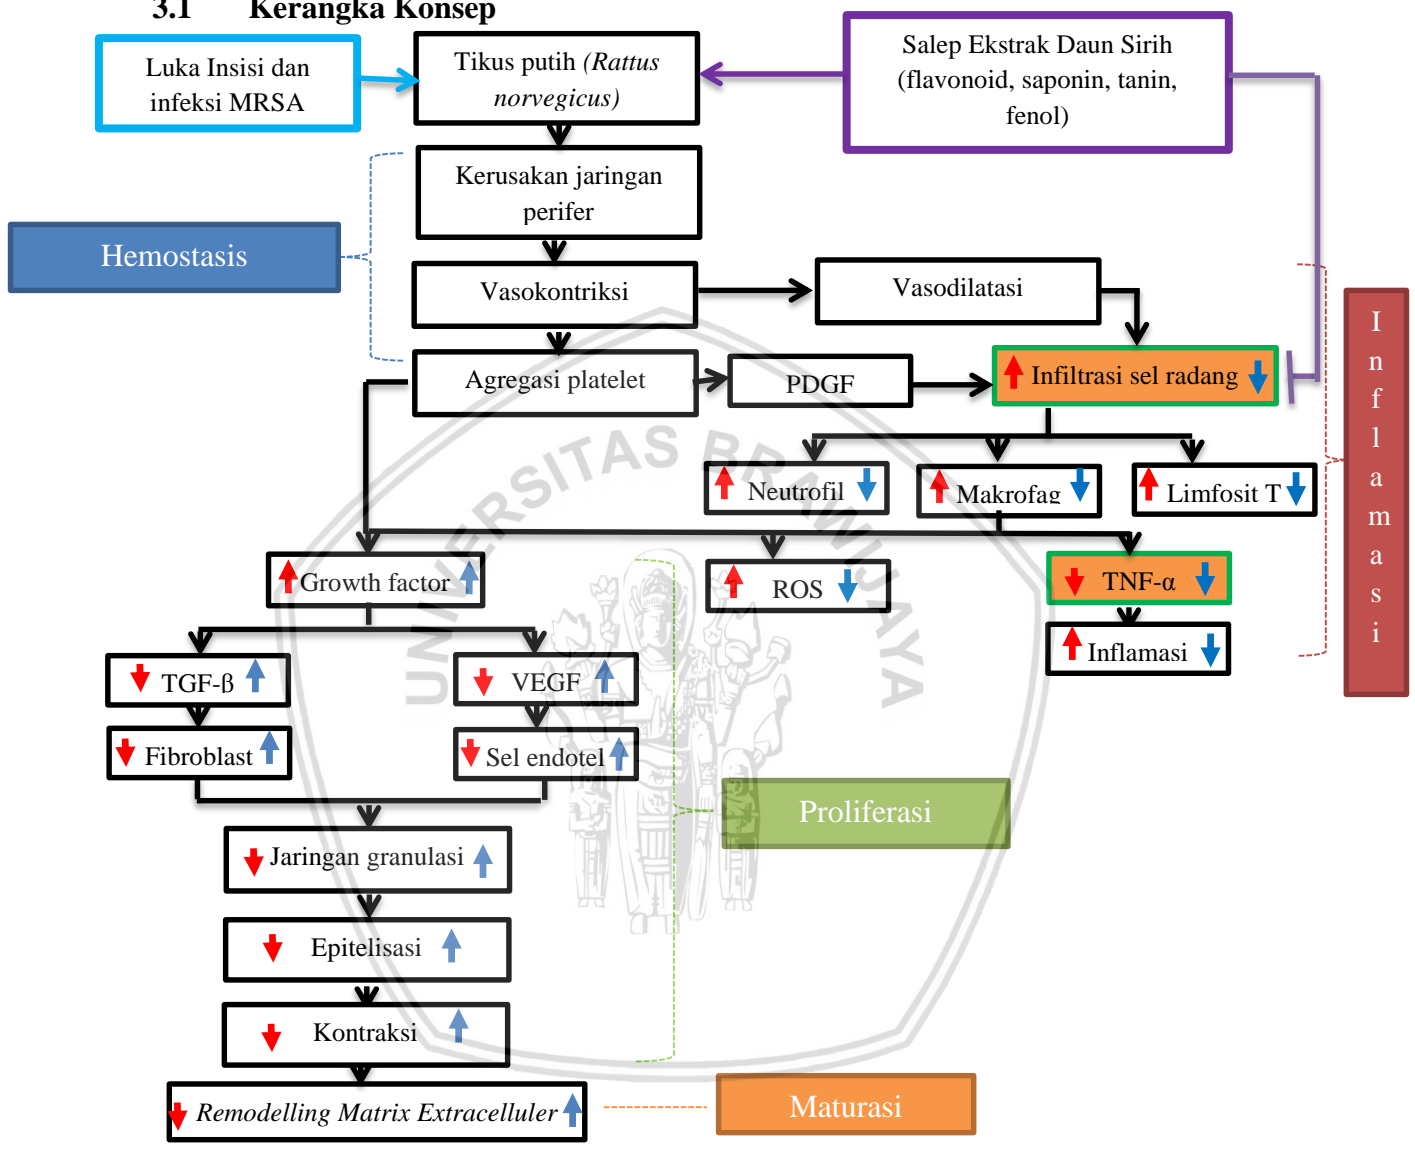 3.1 Kerangka Konsep
Luka Insisi dan
infeksi MRSA
Tikus putih (Rattus
norvegicus)
Salep Ekstrak Daun Sirih
(flavonoid, saponin, tanin,
fenol)
Kerusakan jaringan
perifer
Hemostasis
Vasokontriksi
Vasodilatasi
Agregasi platelet
PDGF
Infiltrasi sel radang
I
n
f
l
a
m
a
s
i
Neutrofil
Makrofag
Limfosit T
Growth factor
ROS
TNF-α
Inflamasi
TGF-ß
VEGF
Fibroblast
Sel endotel
Proliferasi
Jaringan granulasi
Epitelisasi
Kontraksi
Remodelling Matrix Extracelluler
Maturasi
UNIVERSITAS BRAWIJAYA